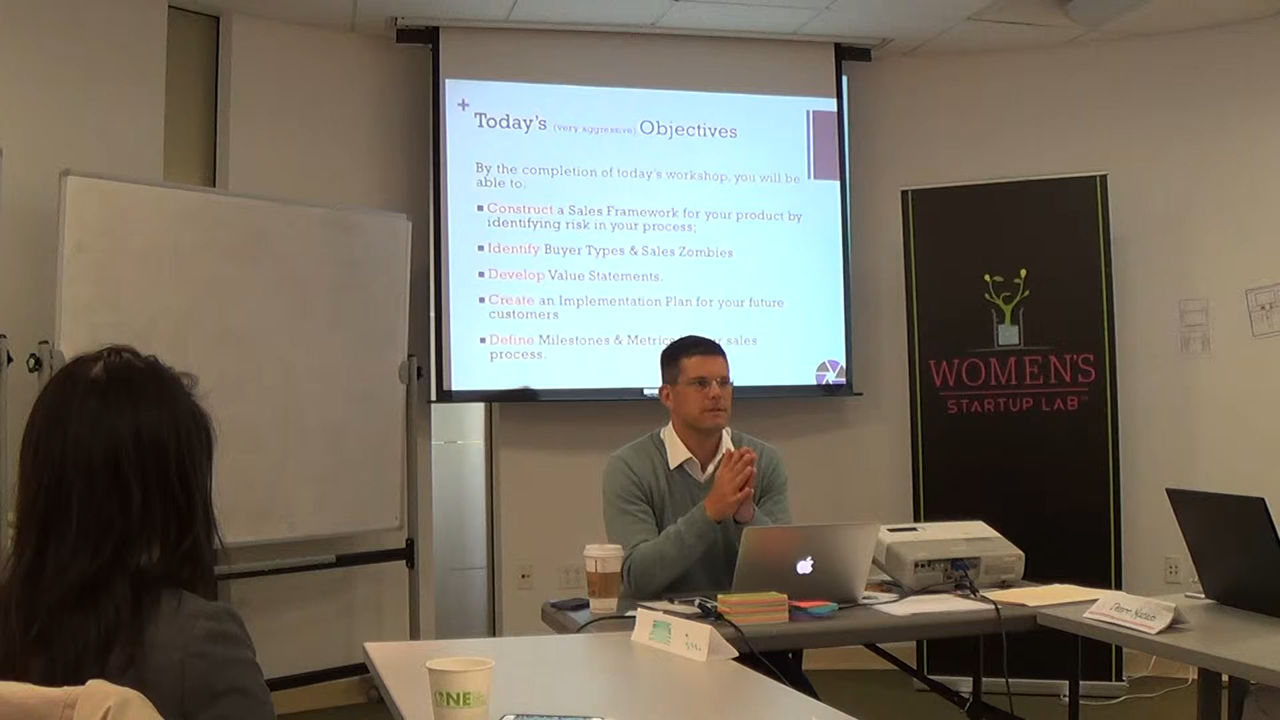 +
Today's (very aggressive) Objectives
By the completion of today's workshop, you will be
able to:
■ Construct a Sales Framework for your product by
identifying risk in your process;
■ Identify Buyer Types & Sales Zombies
■ Develop Value Statements.
■ Create an Implementation Plan for your future
customers
■ Define Milestones & Metrics sales
process.
WOMEN'S
STARTUP LAB
ONE